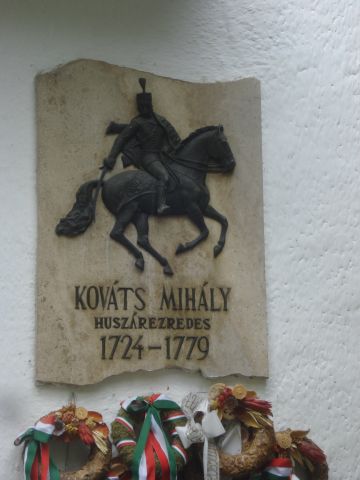 KOVÁTS MIHÁLY
HUSZÁREZREDES
1724–1779